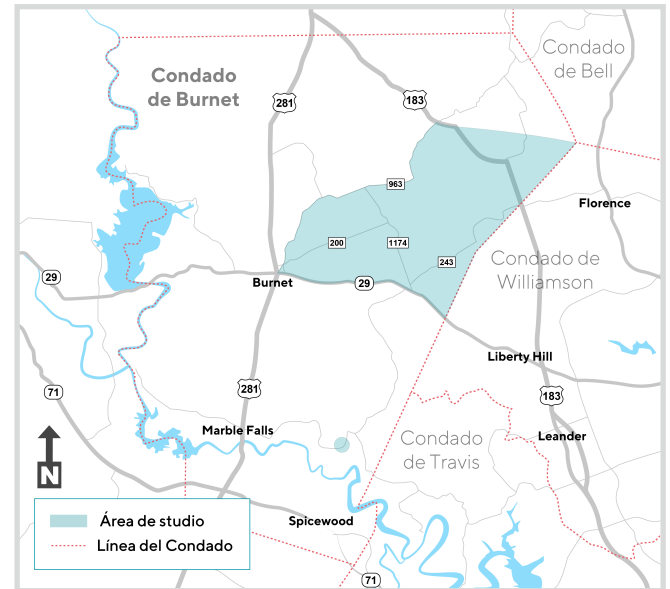 Condado
de Bell
Condado
de Burnet
281
183
963
Florence
200
1174
243
Condado de
Williamson
29
Burnet
29
Liberty Hill
281
71
183
Marble Falls
Condado
de Travis
Leander
N
Área de studio
Línea del Condado
Spicewood
71